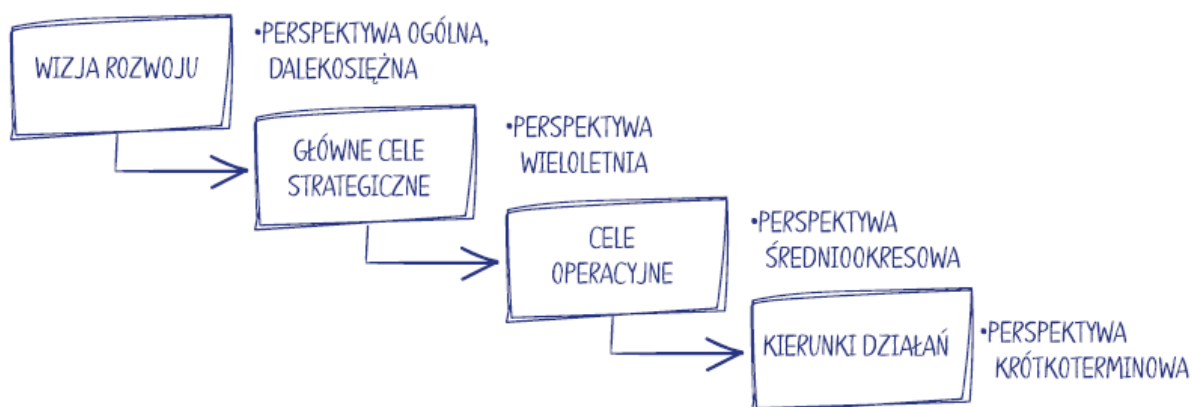 WIZJA ROZWOJU
•PERSPEKTYWA OGÓLNA,
DALEKOSIĘŻNA
GŁÓWNE CELE
STRATEGICZNE
•PERSPEKTYWA
WIELOLETNIA
CELE
OPERACYJNE
•PERSPEKTYWA
ŚREDNIOOKRESOWA
KIERUNKI DZIAŁAŃ
•PERSPEKTYWA
KRÓTKOTERMINOWA